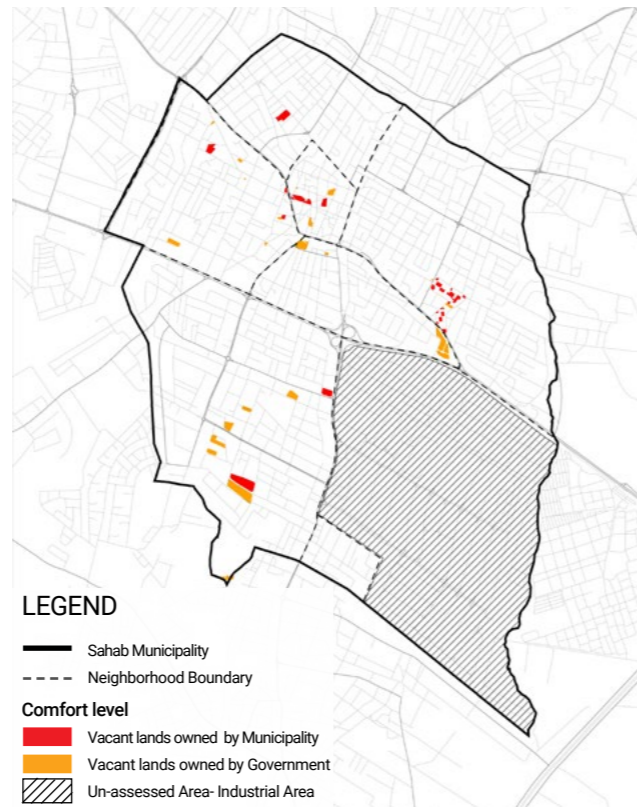 LEGEND
Sahab Municipality
Neighborhood Boundary
Comfort level
Vacant lands owned by Municipality
Vacant lands owned by Government
Un-assessed Area- Industrial Area